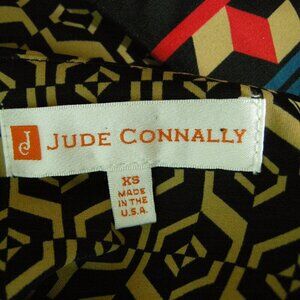 JUDE CONNALLY
XS
MADE
IN THE
U.S.A.